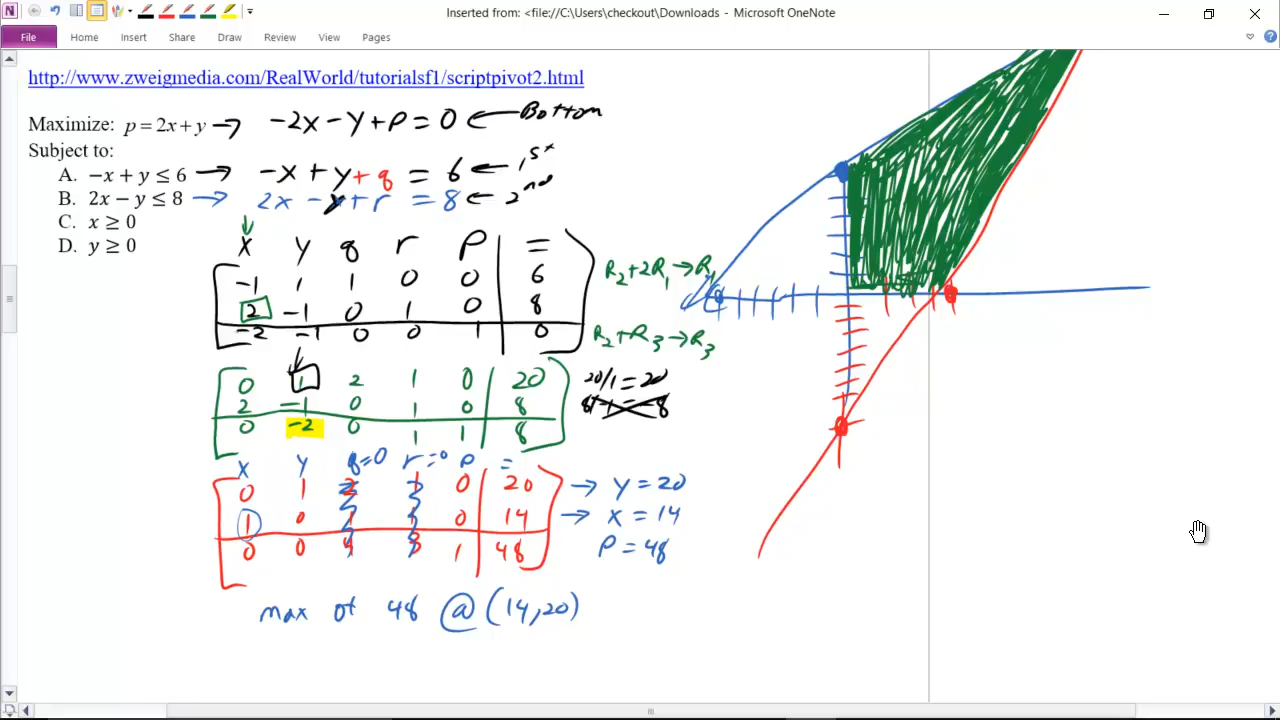 Inserted from: <file://C:\Users\checkout\Downloads - Microsoft OneNote
File Home Insert Share Draw Review View Pages
http://www.zweigmedia.com/RealWorld/tutorialsf1/scriptpivot2.html
Maximize: p = 2x + y → -2x - y + P = 0 ← Bottom
Subject to:
A. -x + y ≤ 6 → -x + y + q = 6 ← 1st
B. 2x - y ≤ 8 → 2x - y + r = 8 ← 2nd
C. x ≥ 0
D. y ≥ 0
x y q r P =
-1 1 1 0 0 6
2 -1 0 1 0 8
-2 -1 0 0 1 0
R2 + 2R1 → R1
R2 + R3 → R3
0 1 2 1 0 20
2 -1 0 1 0 8
0 -2 0 1 1 8
20/1 = 20
x y q=0 r=0 P =
0 1 2 1 0 20 → y = 20
1 0 1 1 0 14 → x = 14
0 0 4 3 1 48 P = 48
max of 48 @ (14,20)